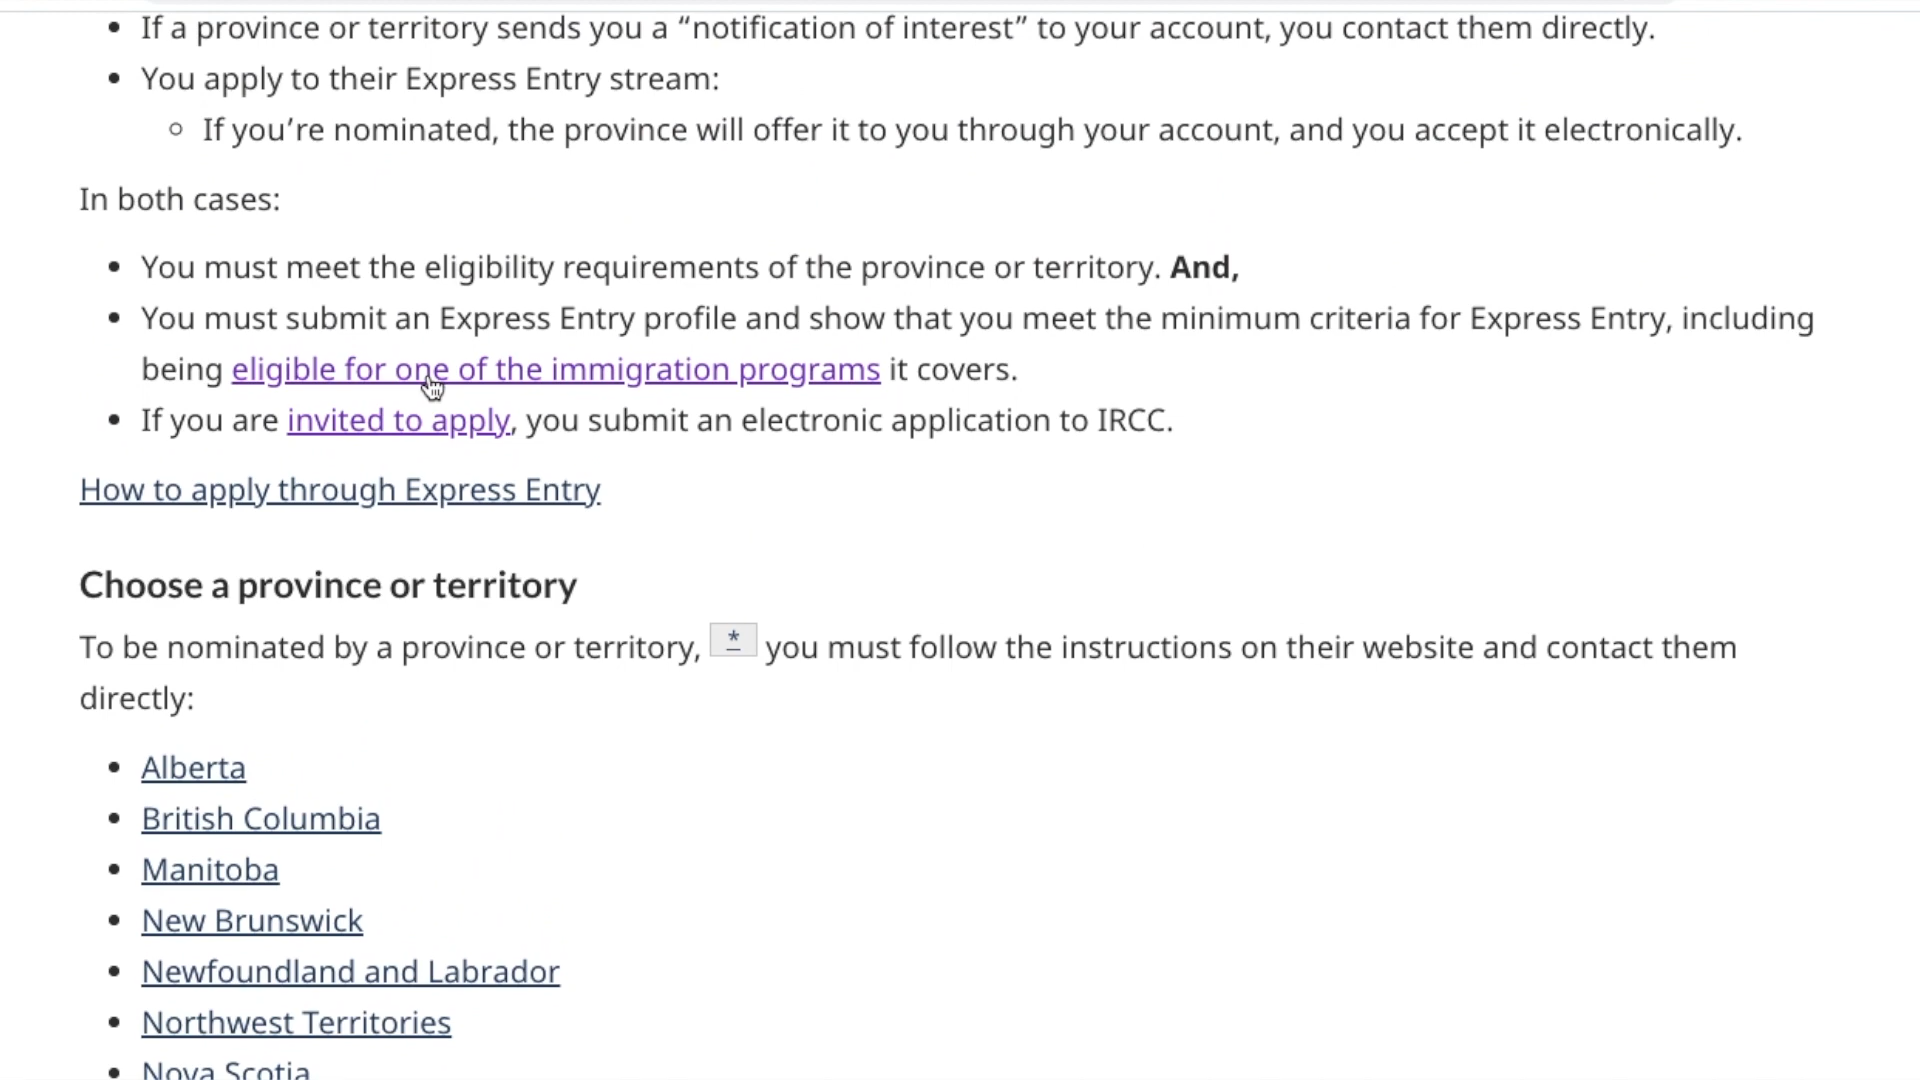 If a province or territory sends you a “notification of interest” to your account, you contact them directly.
You apply to their Express Entry stream:
If you’re nominated, the province will offer it to you through your account, and you accept it electronically.
In both cases:
You must meet the eligibility requirements of the province or territory. And,
You must submit an Express Entry profile and show that you meet the minimum criteria for Express Entry, including
being eligible for one of the immigration programs it covers.
If you are invited to apply, you submit an electronic application to IRCC.
How to apply through Express Entry
Choose a province or territory
To be nominated by a province or territory, * you must follow the instructions on their website and contact them
directly:
Alberta
British Columbia
Manitoba
New Brunswick
Newfoundland and Labrador
Northwest Territories
Nova Scotia